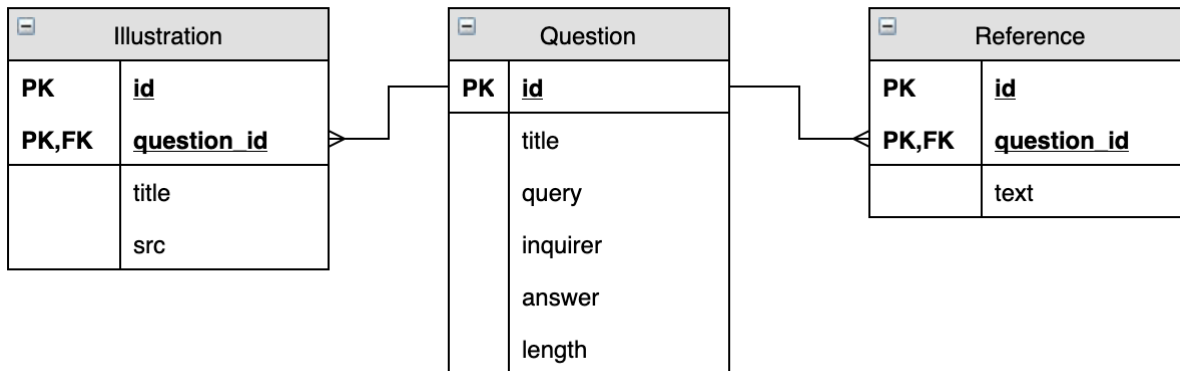 Illustration
PK id
PK,FK question_id
title
src
Question
PK id
title
query
inquirer
answer
length
Reference
PK id
PK,FK question_id
text